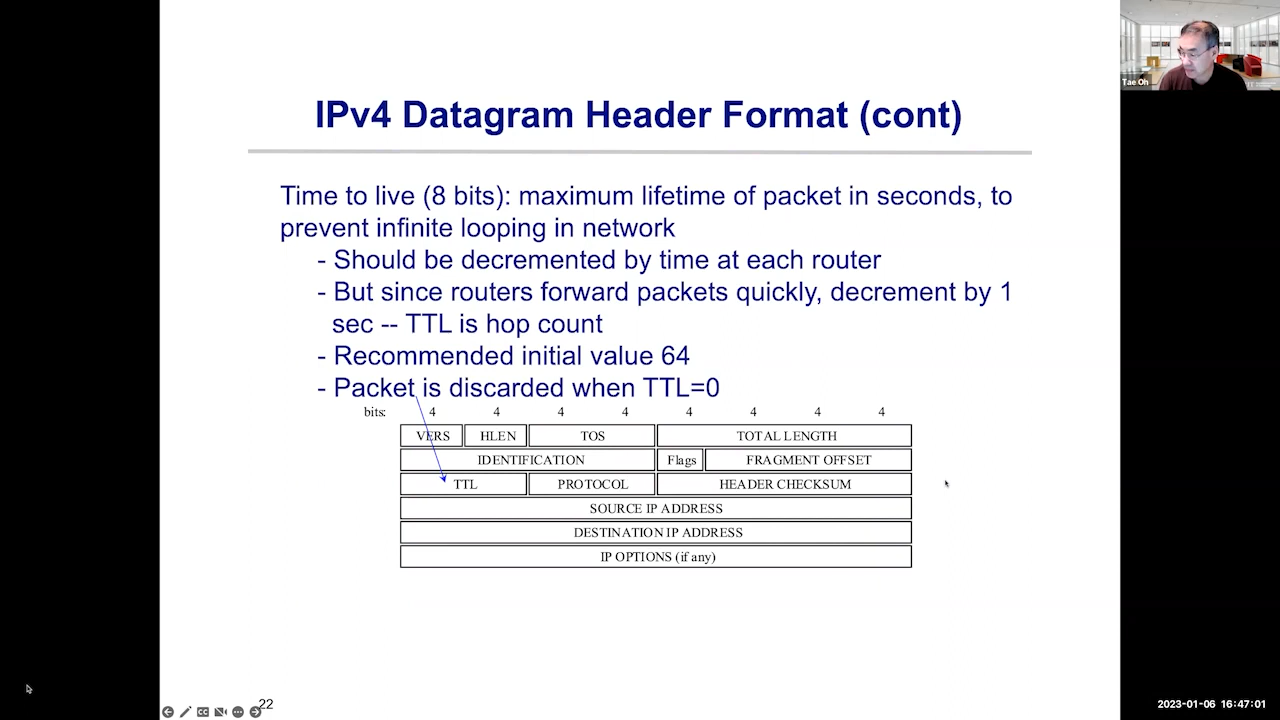 Tae Oh
IPv4 Datagram Header Format (cont)
Time to live (8 bits): maximum lifetime of packet in seconds, to
prevent infinite looping in network
- Should be decremented by time at each router
- But since routers forward packets quickly, decrement by 1
sec -- TTL is hop count
- Recommended initial value 64
- Packet is discarded when TTL=0
bits: 4 4 4 4 4 4 4 4
VERS HLEN TOS TOTAL LENGTH
IDENTIFICATION Flags FRAGMENT OFFSET
TTL PROTOCOL HEADER CHECKSUM
SOURCE IP ADDRESS
DESTINATION IP ADDRESS
IP OPTIONS (if any)
22
2023-01-06 16:47:01